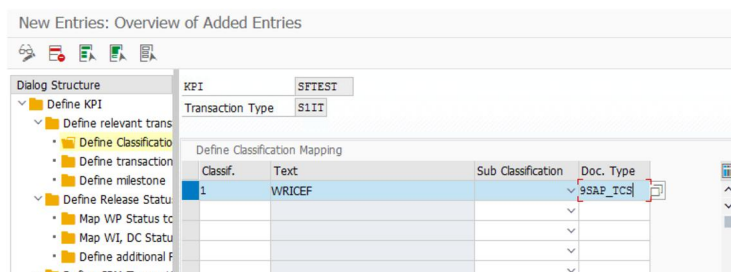 New Entries: Overview of Added Entries
Dialog Structure
Define KPI
Define relevant trans
Define Classificatio
Define transaction
Define milestone
Define Release Statu
Map WP Status to
Map WI, DC Statu
Define additional F
KPI SFTEST
Transaction Type S1IT
Define Classification Mapping
Classif. Text Sub Classification Doc. Type
1 WRICEF 9SAP_TCS